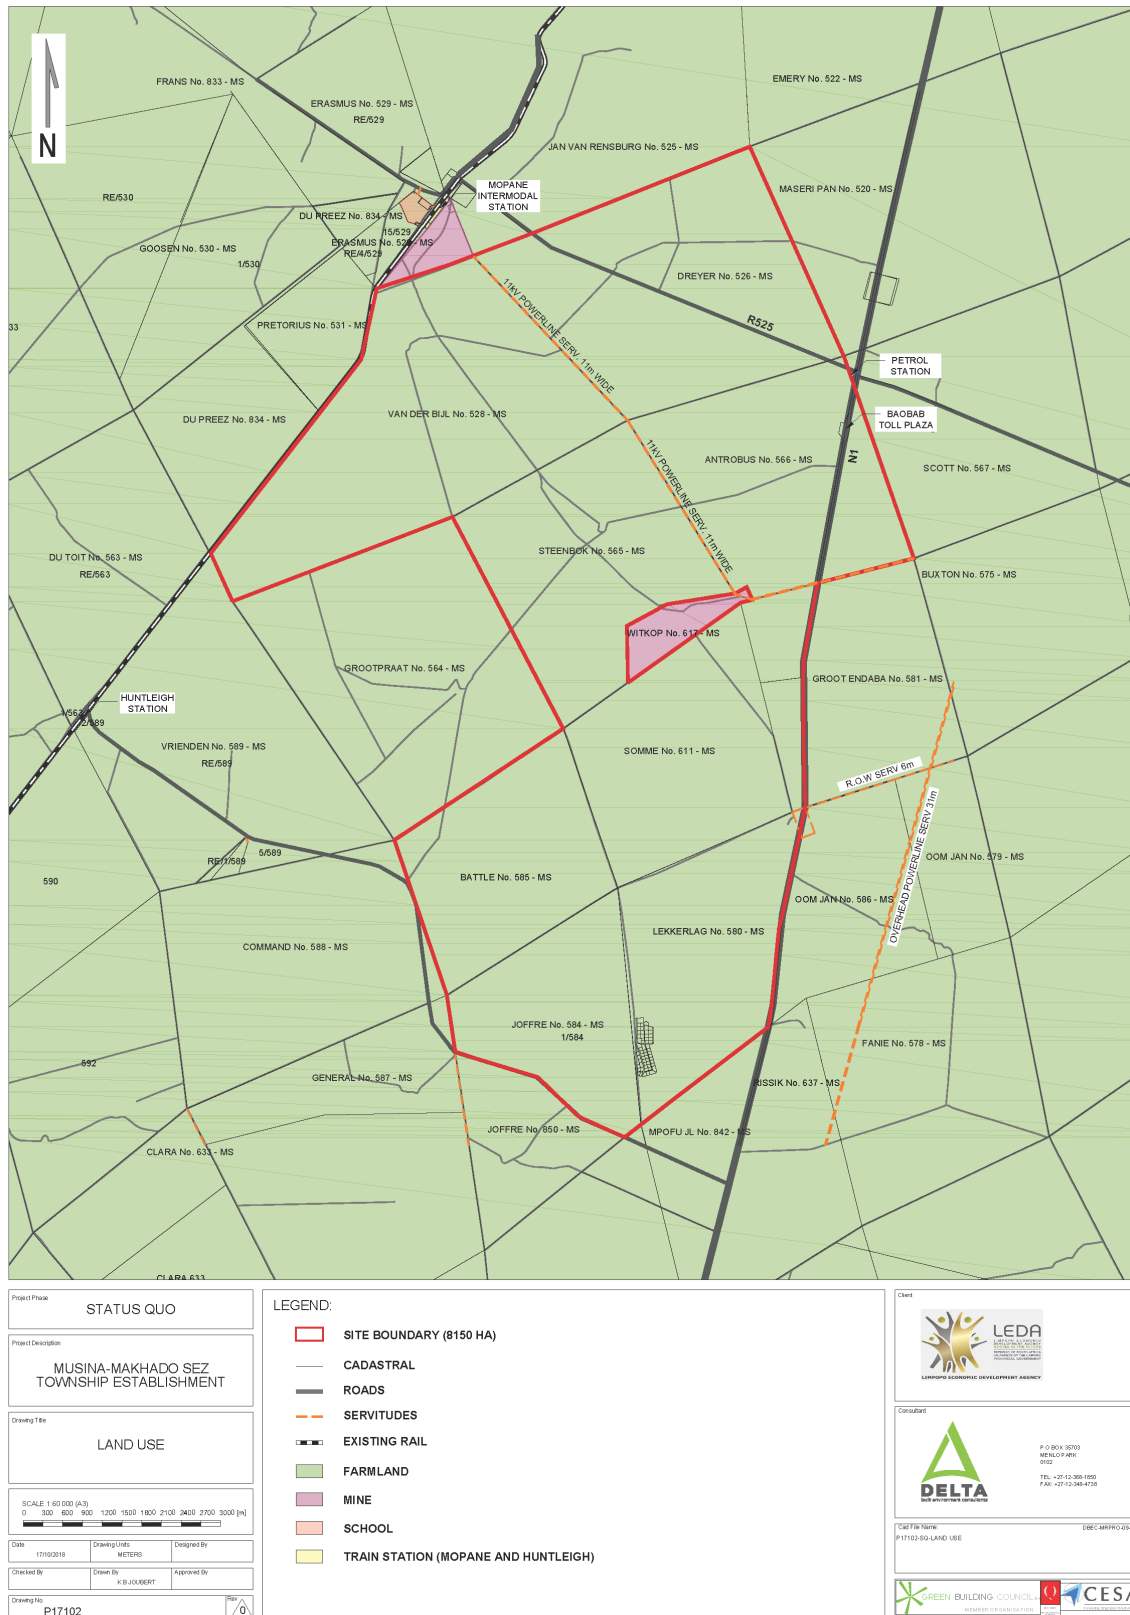 FRANS No. 833 - MS
EMERY No. 522 - MS
ERASMUS No. 529 - MS
RE/529
N
JAN VAN RENSBURG No. 525 - MS
MOPANE
INTERMODAL
STATION
MASERI PAN No. 520 - MS
RE/530
DU PREEZ No. 834 - MS
15/529
ERASMUS No. 529 - MS
RE/4/529
GOOSEN No. 530 - MS
1/530
DREYER No. 526 - MS
11kV POWERLINE SERV. 11m WIDE
33
PRETORIUS No. 531 - MS
R525
PETROL
STATION
DU PREEZ No. 834 - MS
VAN DER BIJL No. 528 - MS
BAOBAB
TOLL PLAZA
N1
11kV POWERLINE SERV. 11m WIDE
ANTROBUS No. 566 - MS
SCOTT No. 567 - MS
DU TOIT No. 563 - MS
RE/563
STEENBOK No. 565 - MS
BUXTON No. 575 - MS
WITKOP No. 617 - MS
GROOTPRAAT No. 564 - MS
GROOT ENDABA No. 581 - MS
HUNTLEIGH
STATION
1/562
2/589
VRIENDEN No. 589 - MS
RE/589
SOMME No. 611 - MS
R.O.W SERV 6m
OVERHEAD POWERLINE SERV 31m
5/589
RE/1/589
OOM JAN No. 579 - MS
590
BATTLE No. 585 - MS
OOM JAN No. 586 - MS
COMMAND No. 588 - MS
LEKKERLAG No. 580 - MS
JOFFRE No. 584 - MS
1/584
FANIE No. 578 - MS
592
GENERAL No. 587 - MS
RISSIK No. 637 - MS
JOFFRE No. 850 - MS
MPOFU JL No. 842 - MS
CLARA No. 633 - MS
CLARA 633
Project Phase
STATUS QUO
Project Description
MUSINA-MAKHADO SEZ
TOWNSHIP ESTABLISHMENT
Drawing Title
LAND USE
SCALE 1:60 000 (A3)
0 300 600 900 1200 1500 1800 2100 2400 2700 3000 [m]
Date
17/10/2018
Drawing Units
METERS
Designed By
Checked By
Drawn By
K.B JOUBERT
Approved By
Drawing No.
P17102
Rev
0
LEGEND:
SITE BOUNDARY (8150 HA)
CADASTRAL
ROADS
SERVITUDES
EXISTING RAIL
FARMLAND
MINE
SCHOOL
TRAIN STATION (MOPANE AND HUNTLEIGH)
Client
LEDA
LIMPOPO ECONOMIC DEVELOPMENT AGENCY
Consultant
DELTA
built environment consultants
P O BOX 35703
MENLO PARK
0102
TEL: +27-12-368-1850
FAX: +27-12-348-4738
Cad File Name:
DBEC-MRPRO-09-
P17102-SQ-LAND USE
GREEN BUILDING COUNCIL
MEMBER ORGANISATION
CESA